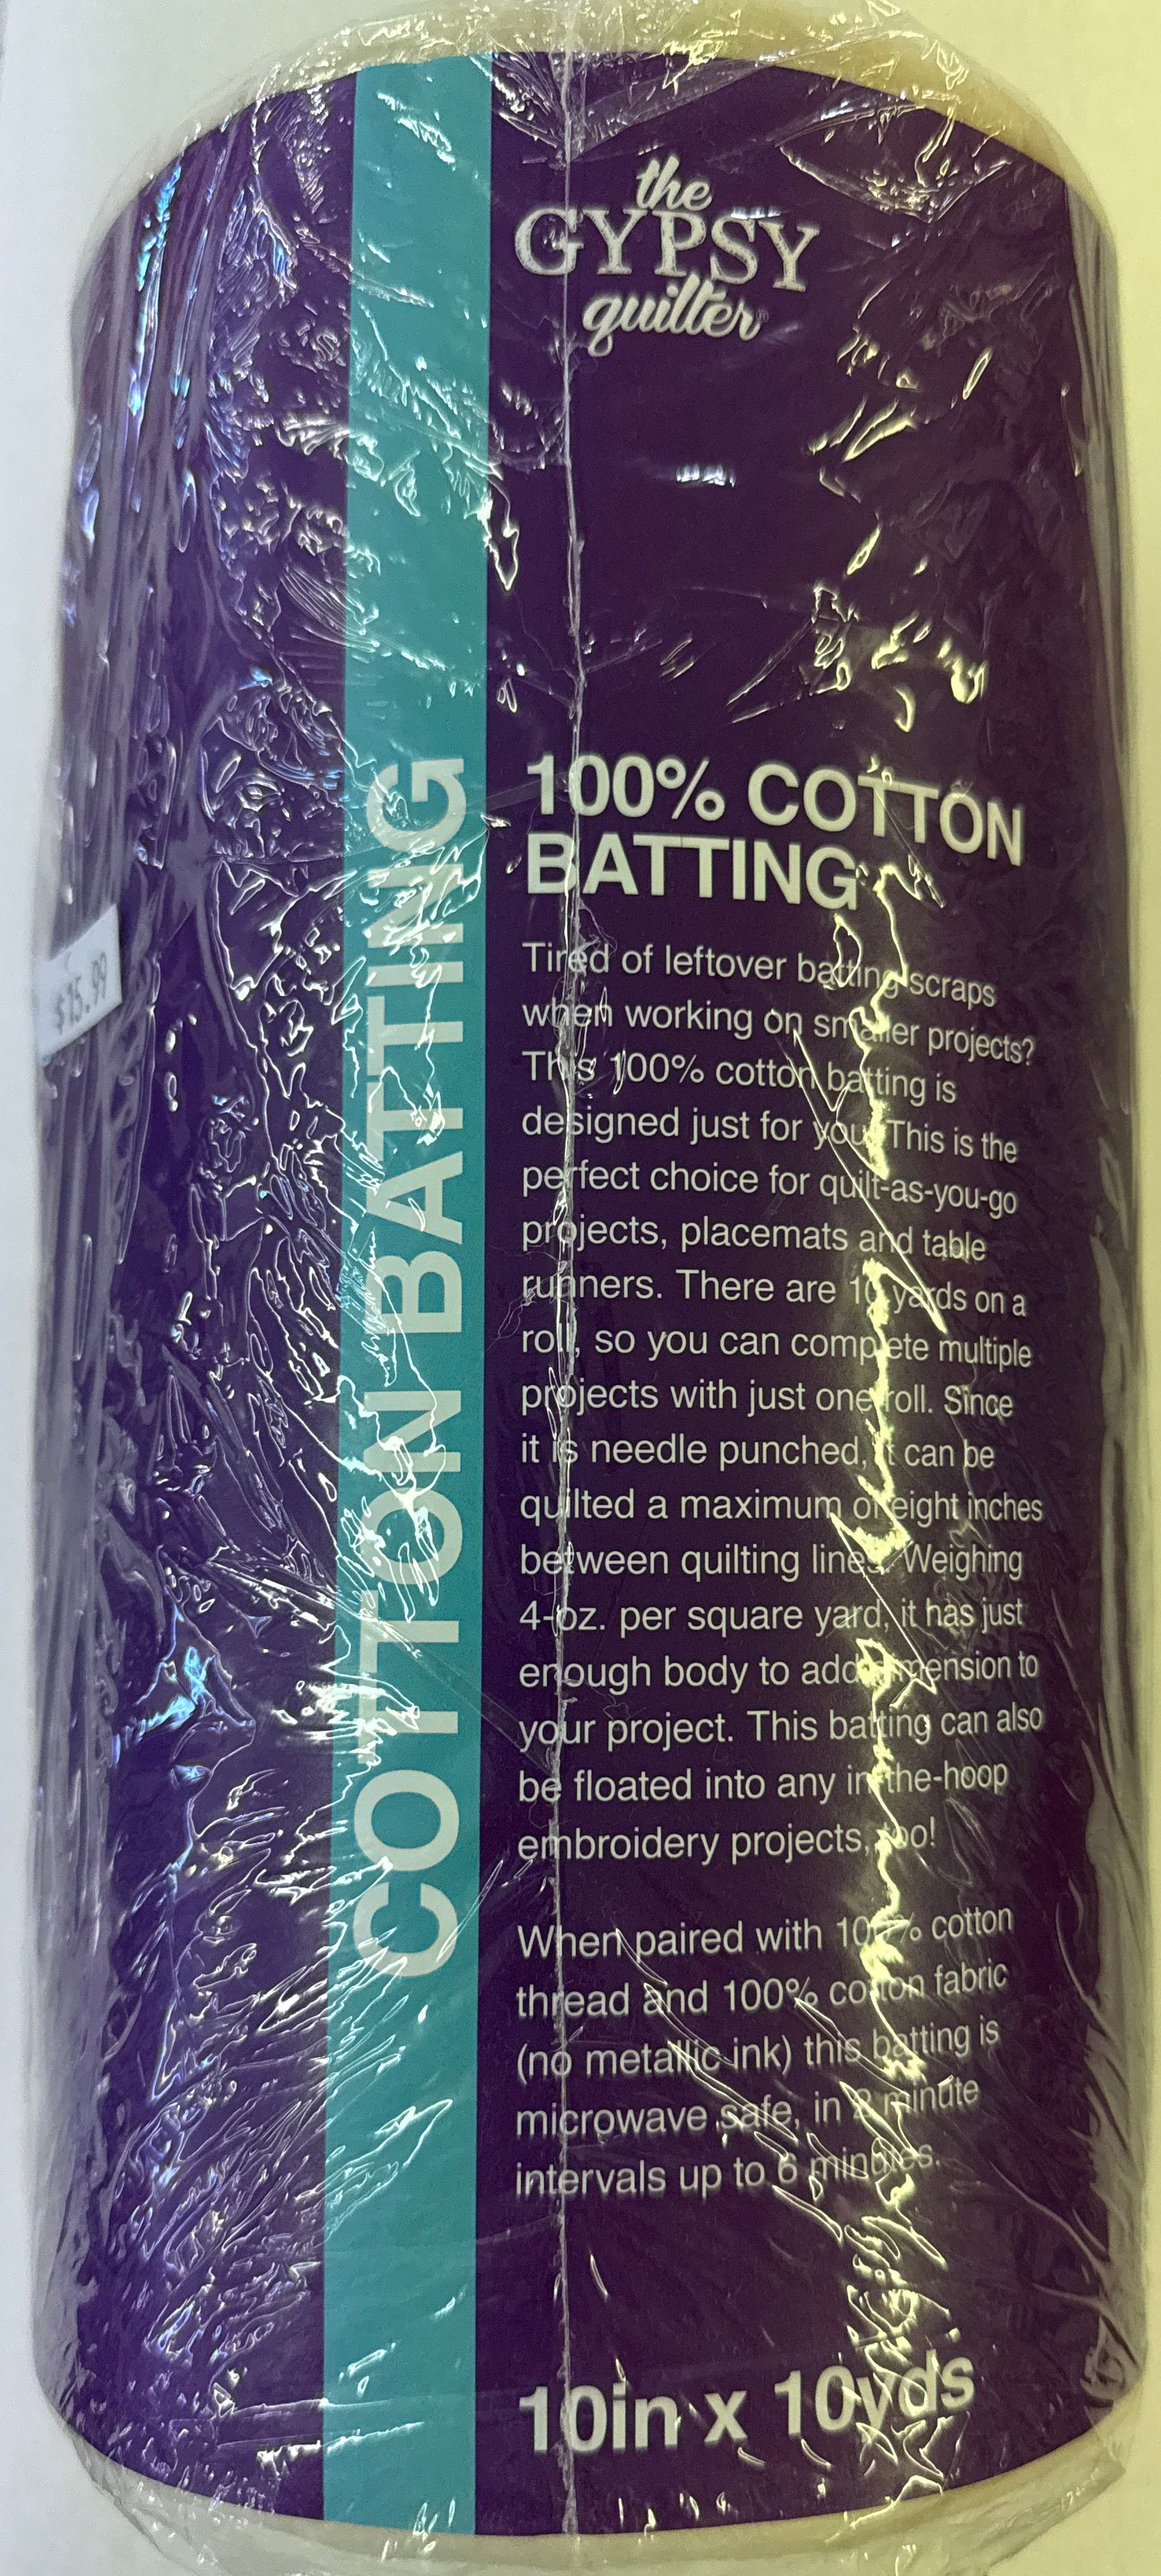 the
GYPSY
quilter
COTTON BATTING
$15.99
100% COTTON
BATTING
Tired of leftover batting scraps
when working on smaller projects?
This 100% cotton batting is
designed just for you! This is the
perfect choice for quilt-as-you-go
projects, placemats and table
runners. There are 10 yards on a
roll, so you can complete multiple
projects with just one roll. Since
it is needle punched, it can be
quilted a maximum of eight inches
between quilting lines. Weighing
4-oz. per square yard, it has just
enough body to add dimension to
your project. This batting can also
be floated into any in-the-hoop
embroidery projects, too!
When paired with 100% cotton
thread and 100% cotton fabric
(no metallic ink) this batting is
microwave safe, in 2 minute
intervals up to 6 minutes.
10in x 10yds